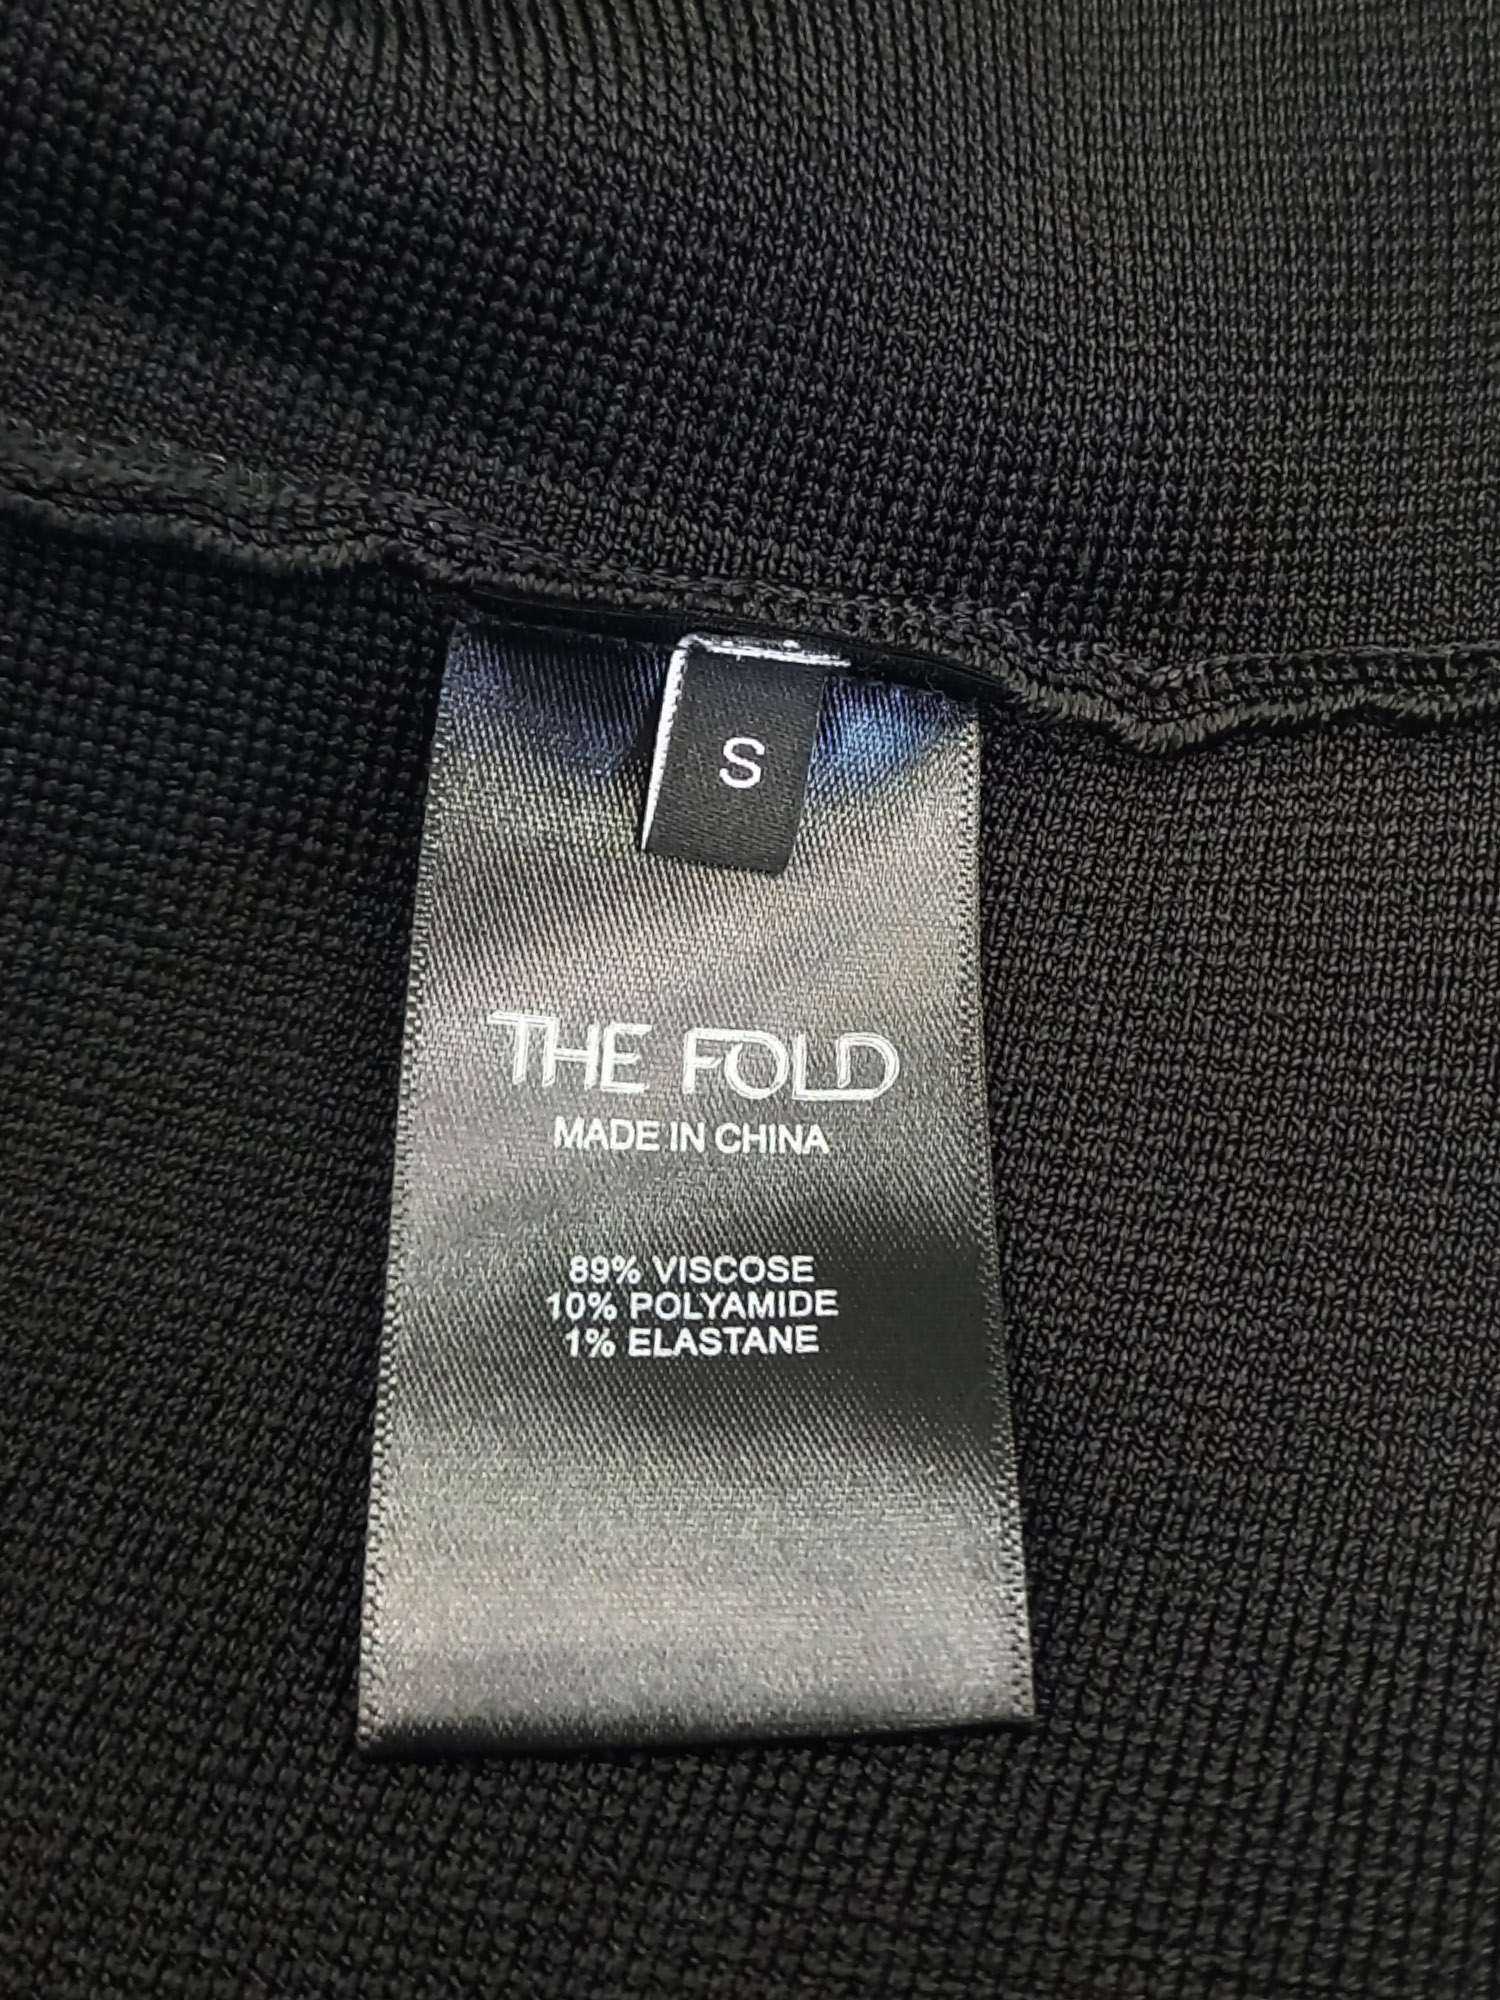 S
THE FOLD
MADE IN CHINA
89% VISCOSE
10% POLYAMIDE
1% ELASTANE